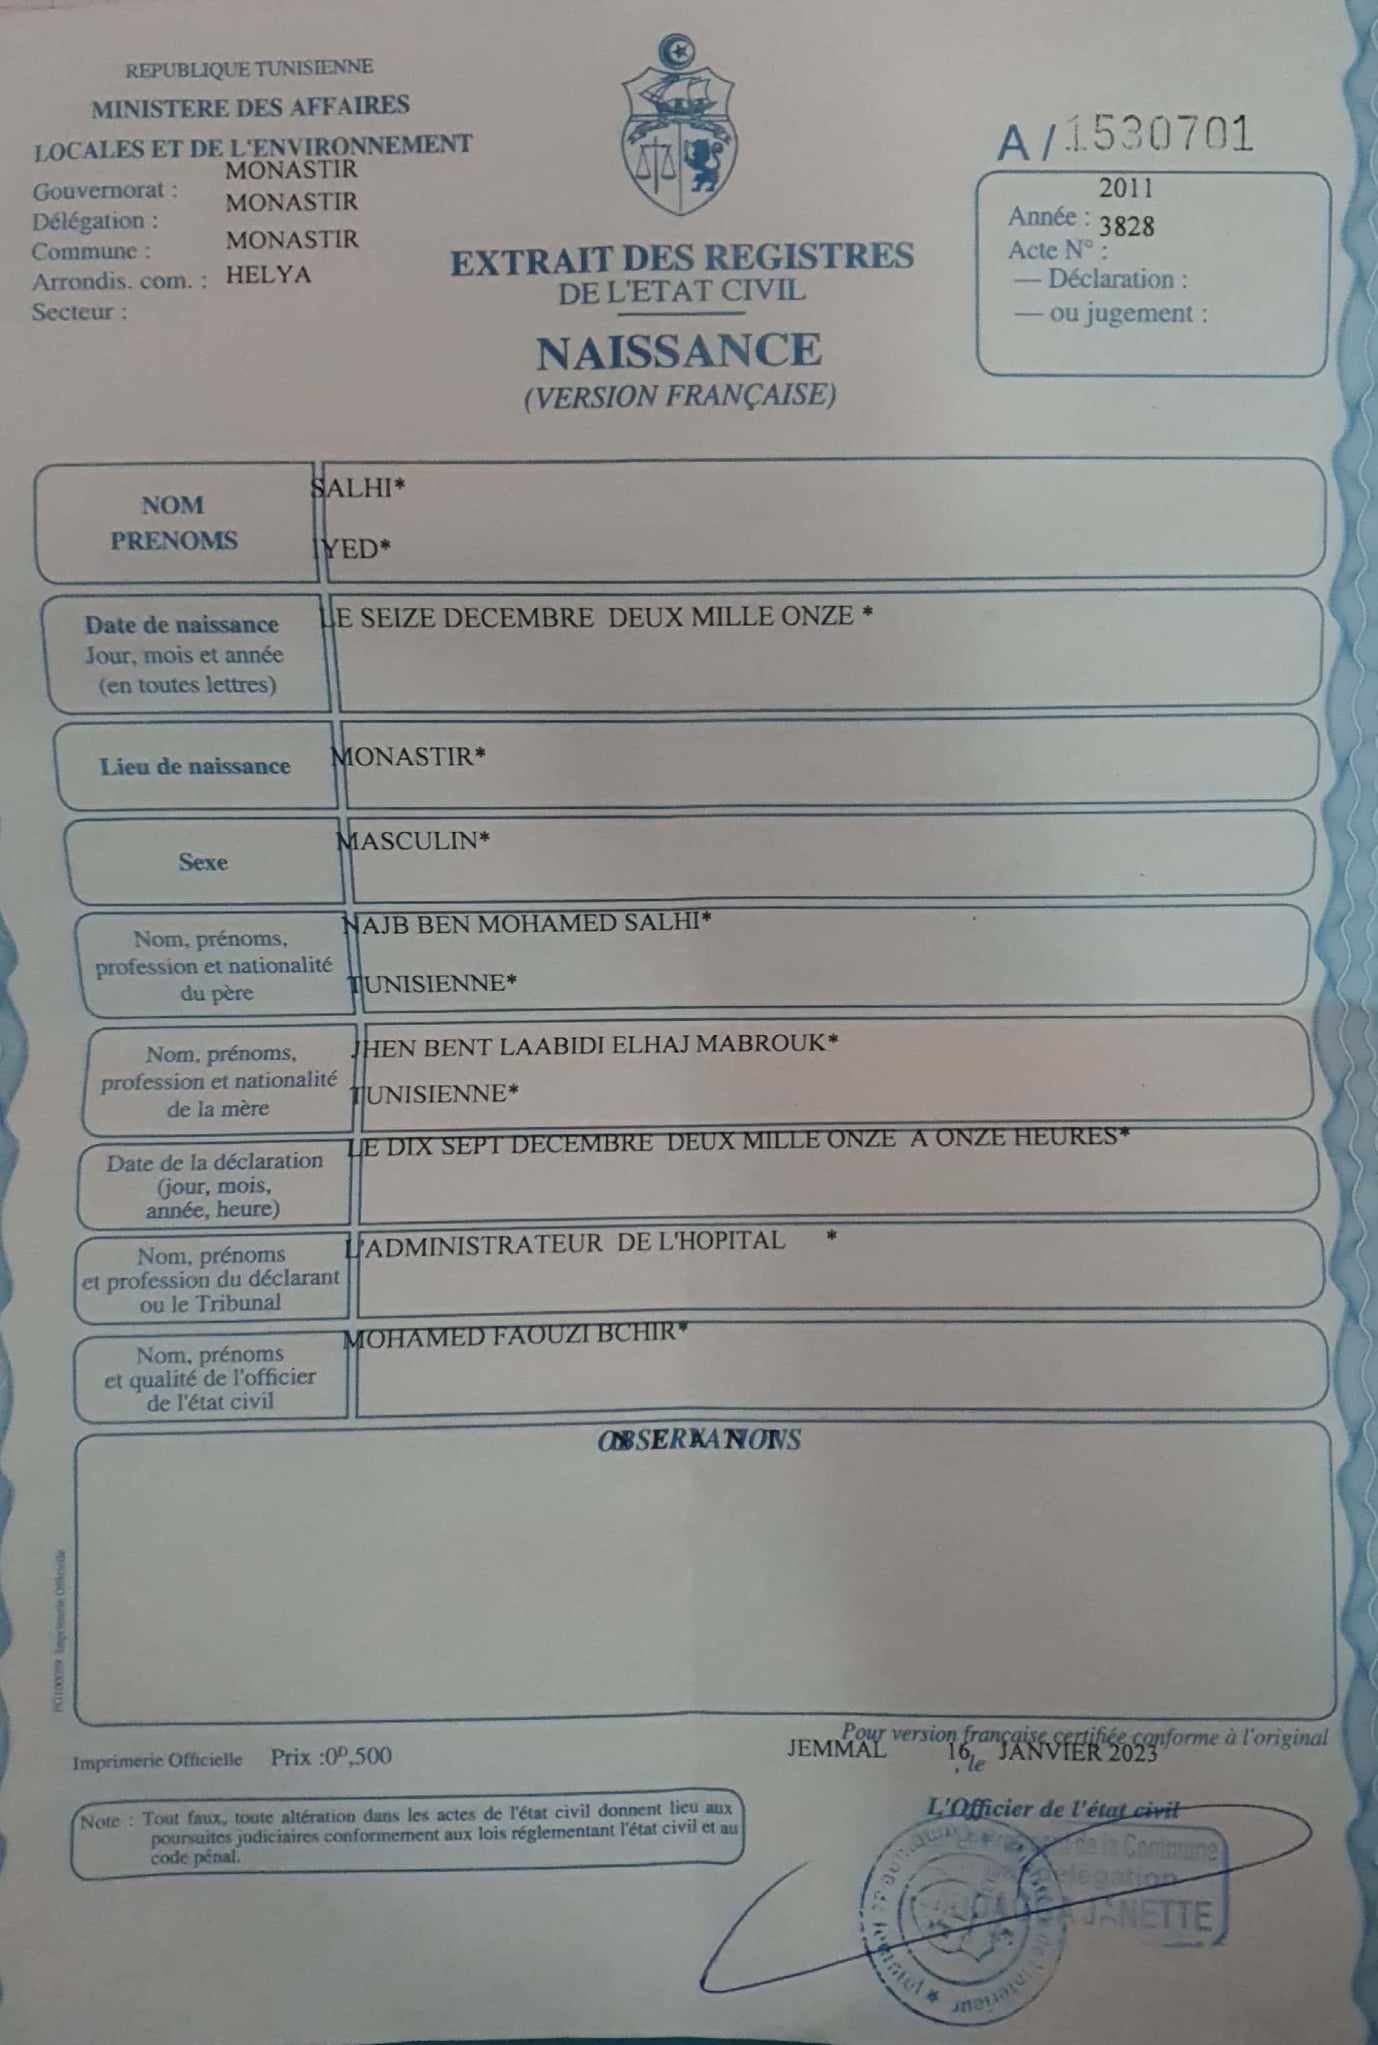 REPUBLIQUE TUNISIENNE
MINISTERE DES AFFAIRES
LOCALES ET DE L'ENVIRONNEMENT
Gouvernorat : MONASTIR
Délégation : MONASTIR
Commune : MONASTIR
Arrondis. com. : HELYA
Secteur :
EXTRAIT DES REGISTRES
DE L'ETAT CIVIL
NAISSANCE
(VERSION FRANÇAISE)
A/1530701
Année : 2011
Acte N° : 3828
— Déclaration :
— ou jugement :
NOM
PRENOMS
SALHI*
IYED*
Date de naissance
Jour, mois et année
(en toutes lettres)
LE SEIZE DECEMBRE DEUX MILLE ONZE *
Lieu de naissance
MONASTIR*
Sexe
MASCULIN*
Nom, prénoms,
profession et nationalité
du père
NAJB BEN MOHAMED SALHI*
TUNISIENNE*
Nom, prénoms,
profession et nationalité
de la mère
JHEN BENT LAABIDI ELHAJ MABROUK*
TUNISIENNE*
Date de la déclaration
(jour, mois,
année, heure)
LE DIX SEPT DECEMBRE DEUX MILLE ONZE A ONZE HEURES*
Nom, prénoms
et profession du déclarant
ou le Tribunal
L'ADMINISTRATEUR DE L'HOPITAL *
Nom, prénoms
et qualité de l'officier
de l'état civil
MOHAMED FAOUZI BCHIR*
OBSERVATIONS
Imprimerie Officielle
Pour version française certifiée conforme à l'original
JEMMAL 16 le JANVIER 2023
Imprimerie Officielle Prix :0D,500
Note : Tout faux, toute altération dans les actes de l'état civil donnent lieu aux
poursuites judiciaires conformement aux lois réglementant l'état civil et au
code pénal.
L'Officier de l'état civil
de la Commune
Délégation
JANETTE